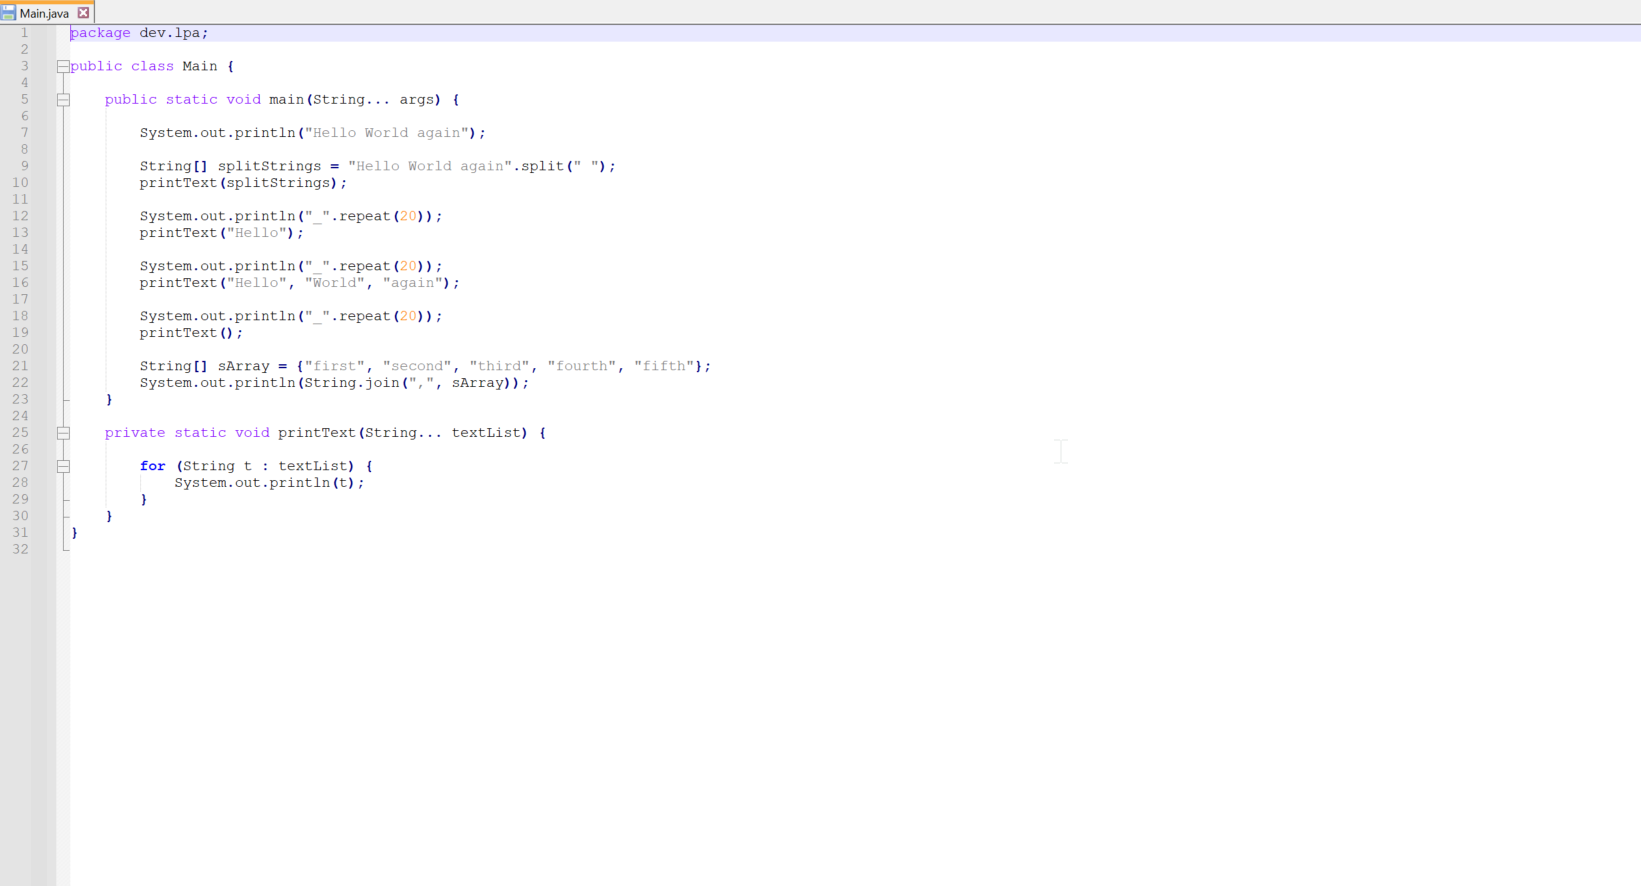 Main.java
1 package dev.lpa;
2
3 public class Main {
4
5     public static void main(String... args) {
6
7         System.out.println("Hello World again");
8
9         String[] splitStrings = "Hello World again".split(" ");
10         printText(splitStrings);
11
12         System.out.println("_".repeat(20));
13         printText("Hello");
14
15         System.out.println("_".repeat(20));
16         printText("Hello", "World", "again");
17
18         System.out.println("_".repeat(20));
19         printText();
20
21         String[] sArray = {"first", "second", "third", "fourth", "fifth"};
22         System.out.println(String.join(",", sArray));
23     }
24
25     private static void printText(String... textList) {
26
27         for (String t : textList) {
28             System.out.println(t);
29         }
30     }
31 }
32